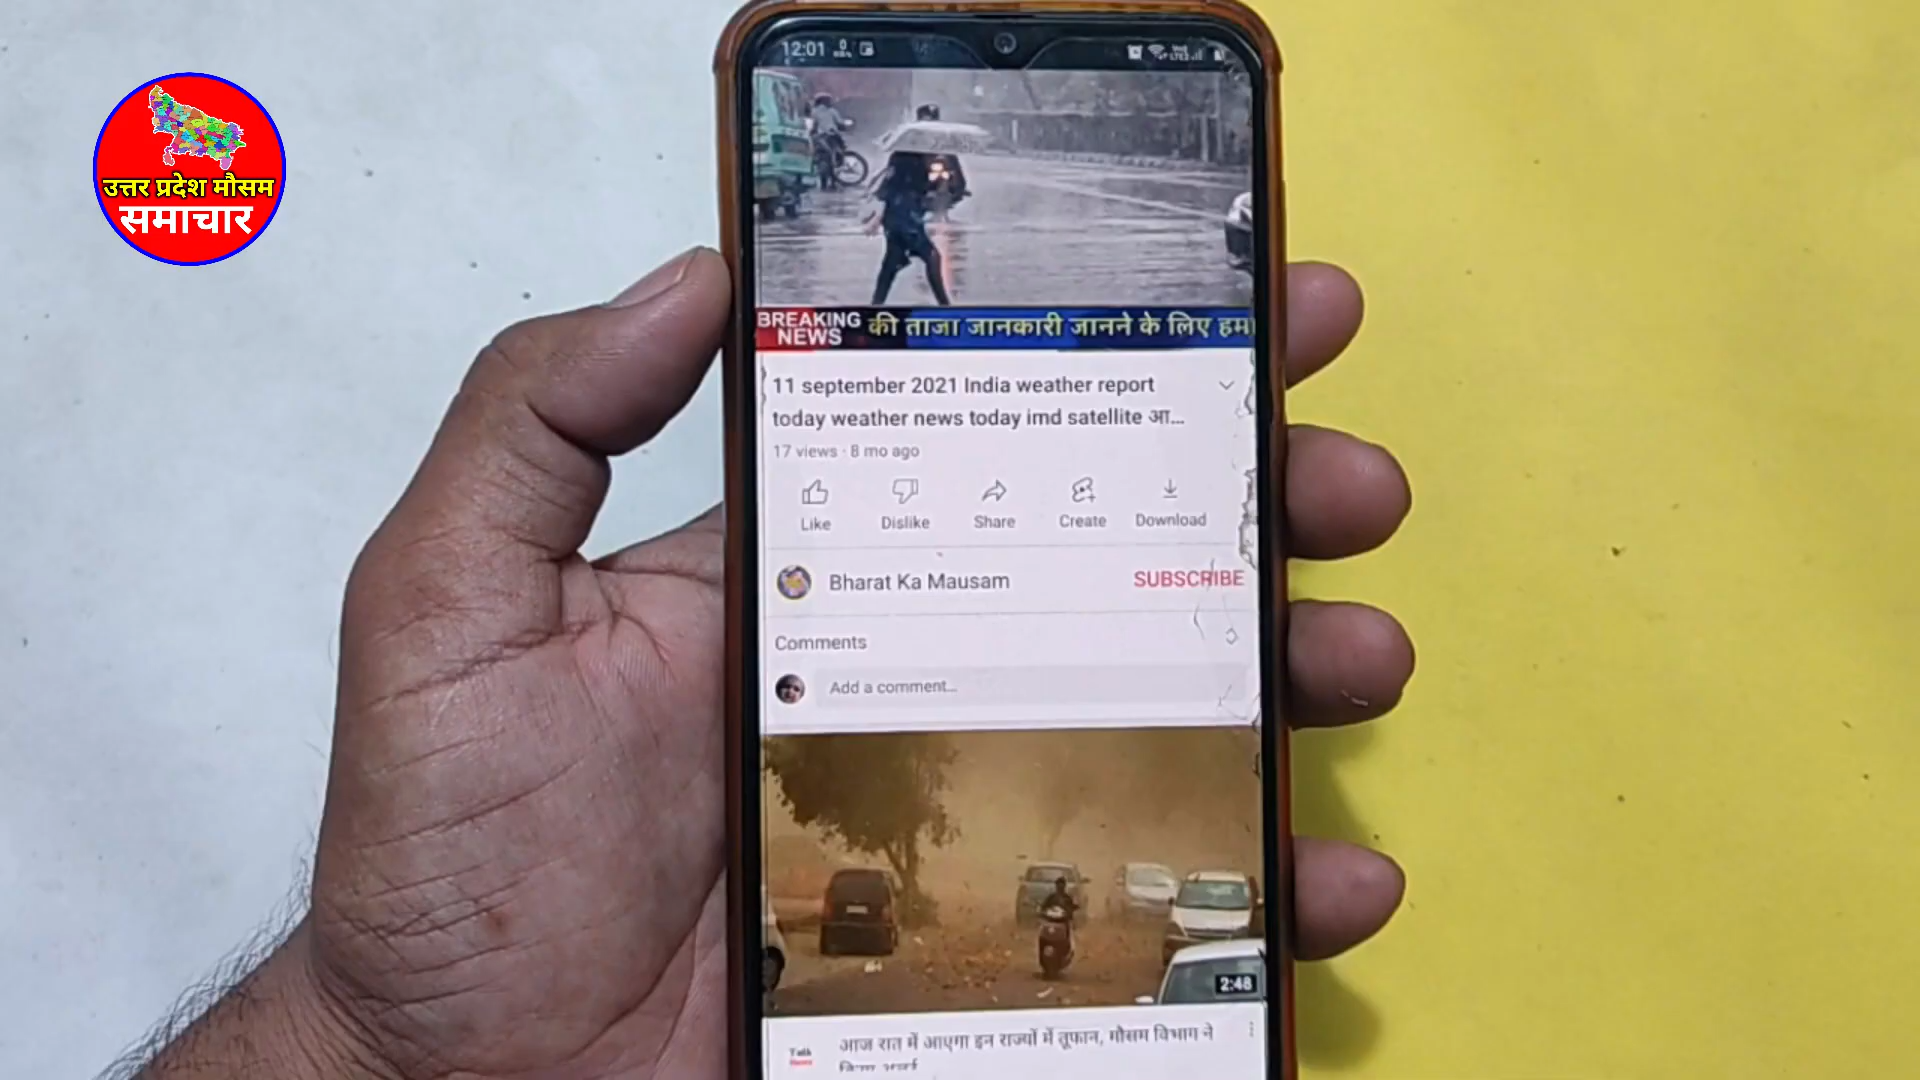 उत्तर प्रदेश मौसम
समाचार
12:01
BREAKING
NEWS
की ताजा जानकारी जानने के लिए हमा
11 september 2021 India weather report
today weather news today imd satellite आ...
17 views · 8 mo ago
Like
Dislike
Share
Create
Download
Bharat Ka Mausam
SUBSCRIBE
Comments
Add a comment...
2:48
Talk
News
आज रात में आएगा इन राज्यों में तूफान, मौसम विभाग ने